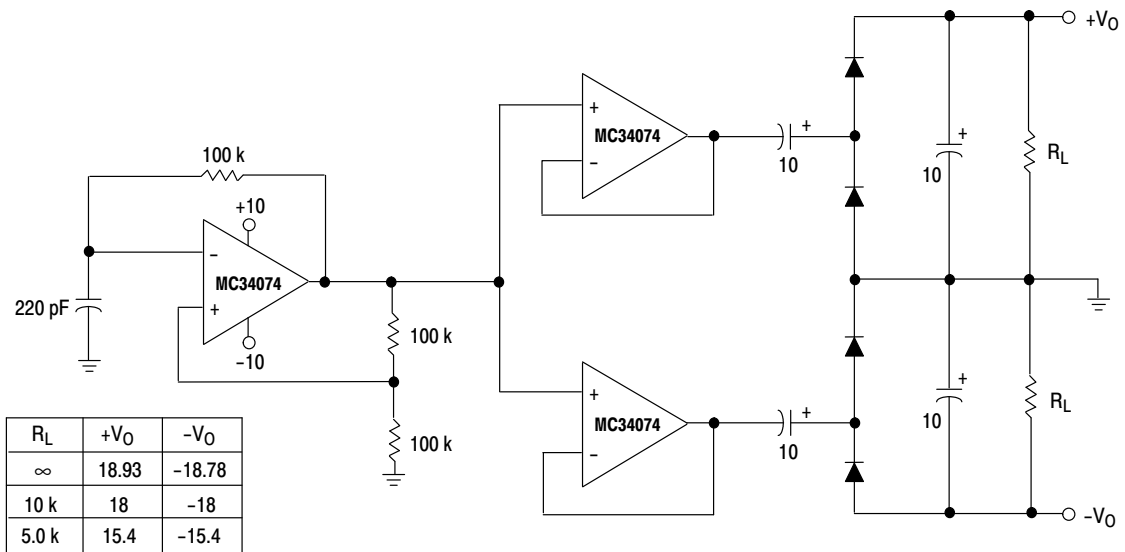 +V_O
+
MC34074
−
+
10
+
10
R_L
100 k
+10
−
MC34074
+
−10
220 pF
100 k
100 k
+
MC34074
−
+
10
+
10
R_L
−V_O
R_L +V_O −V_O
∞ 18.93 −18.78
10 k 18 −18
5.0 k 15.4 −15.4